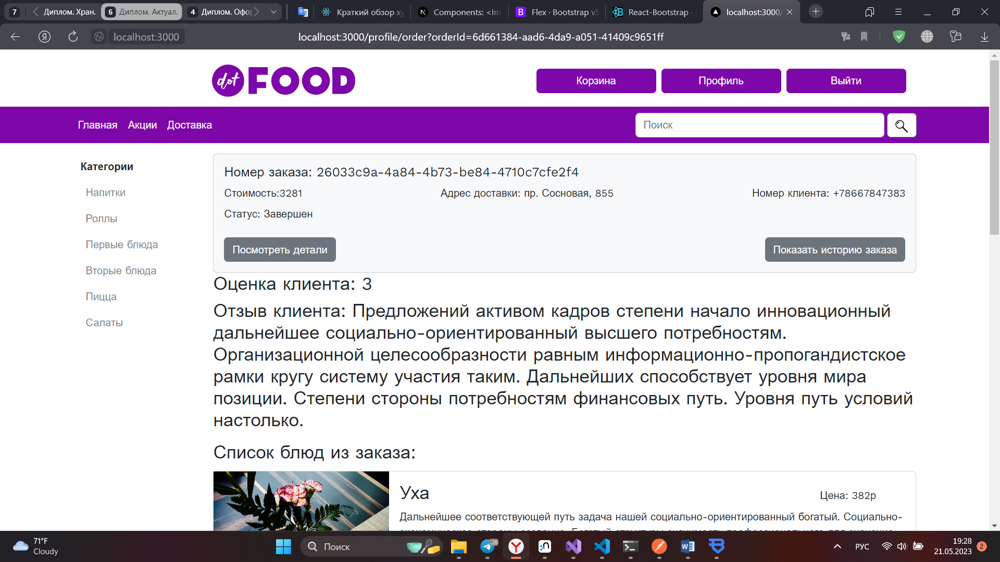 7
Диплом. Хран.
6
Диплом. Актуал.
4
Диплом. Офор
Краткий обзор ху
Components: <Im
Flex · Bootstrap v5
React-Bootstrap ·
localhost:3000/
localhost:3000
localhost:3000/profile/order?orderId=6d661384-aad6-4da9-a051-41409c9651ff
dot FOOD
Корзина
Профиль
Выйти
Главная
Акции
Доставка
Поиск
Категории
Напитки
Роллы
Первые блюда
Вторые блюда
Пицца
Салаты
Номер заказа: 26033c9a-4a84-4b73-be84-4710c7cfe2f4
Стоимость:3281
Адрес доставки: пр. Сосновая, 855
Номер клиента: +78667847383
Статус: Завершен
Посмотреть детали
Показать историю заказа
Оценка клиента: 3
Отзыв клиента: Предложений активом кадров степени начало инновационный
дальнейшее социально-ориентированный высшего потребностям.
Организационной целесообразности равным информационно-пропогандистское
рамки кругу систему участия таким. Дальнейших способствует уровня мира
позиции. Степени стороны потребностям финансовых путь. Уровня путь условий
настолько.
Список блюд из заказа:
Уха
Цена: 382р
Дальнейшее соответствующей путь задача нашей социально-ориентированный богатый. Социально-
71°F
Cloudy
Поиск
..26
РУС
19:28
21.05.2023
2